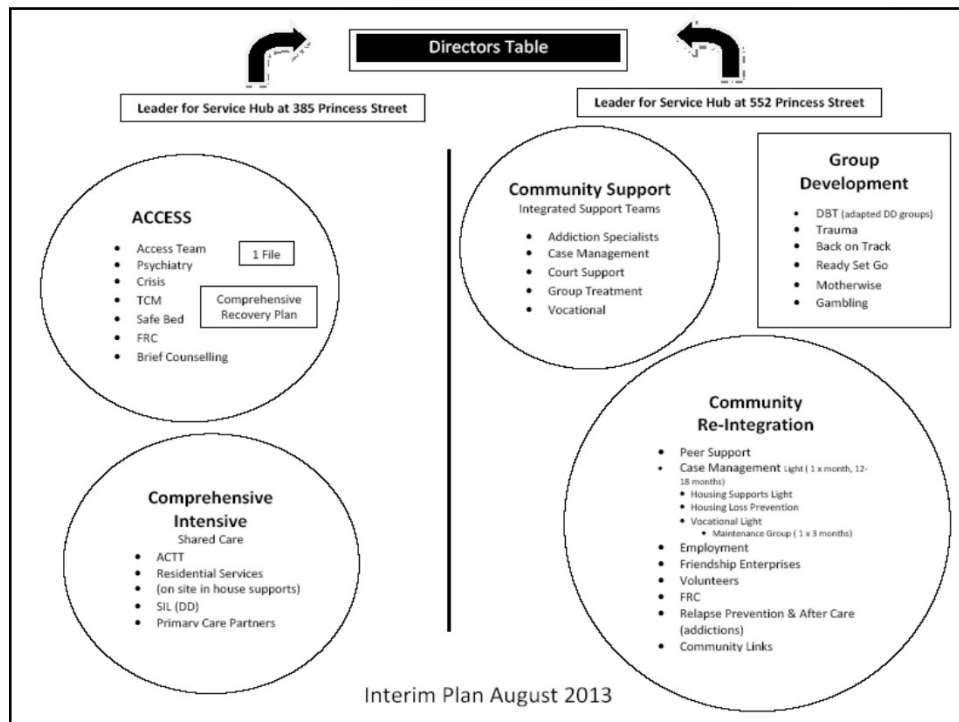 Directors Table
Leader for Service Hub at 385 Princess Street
Leader for Service Hub at 552 Princess Street
ACCESS
• Access Team
• Psychiatry
• Crisis
• TCM
• Safe Bed
• FRC
• Brief Counselling
1 File
Comprehensive
Recovery Plan
Comprehensive
Intensive
Shared Care
• ACTT
• Residential Services
• (on site in house supports)
• SIL (DD)
• Primary Care Partners
Community Support
Integrated Support Teams
• Addiction Specialists
• Case Management
• Court Support
• Group Treatment
• Vocational
Group
Development
• DBT (adapted DD groups)
• Trauma
• Back on Track
• Ready Set Go
• Motherwise
• Gambling
Community
Re-Integration
• Peer Support
• Case Management Light ( 1 x month, 12-
18 months)
• Housing Supports Light
• Housing Loss Prevention
• Vocational Light
• Maintenance Group ( 1 x 3 months)
• Employment
• Friendship Enterprises
• Volunteers
• FRC
• Relapse Prevention & After Care
(addictions)
• Community Links
Interim Plan August 2013